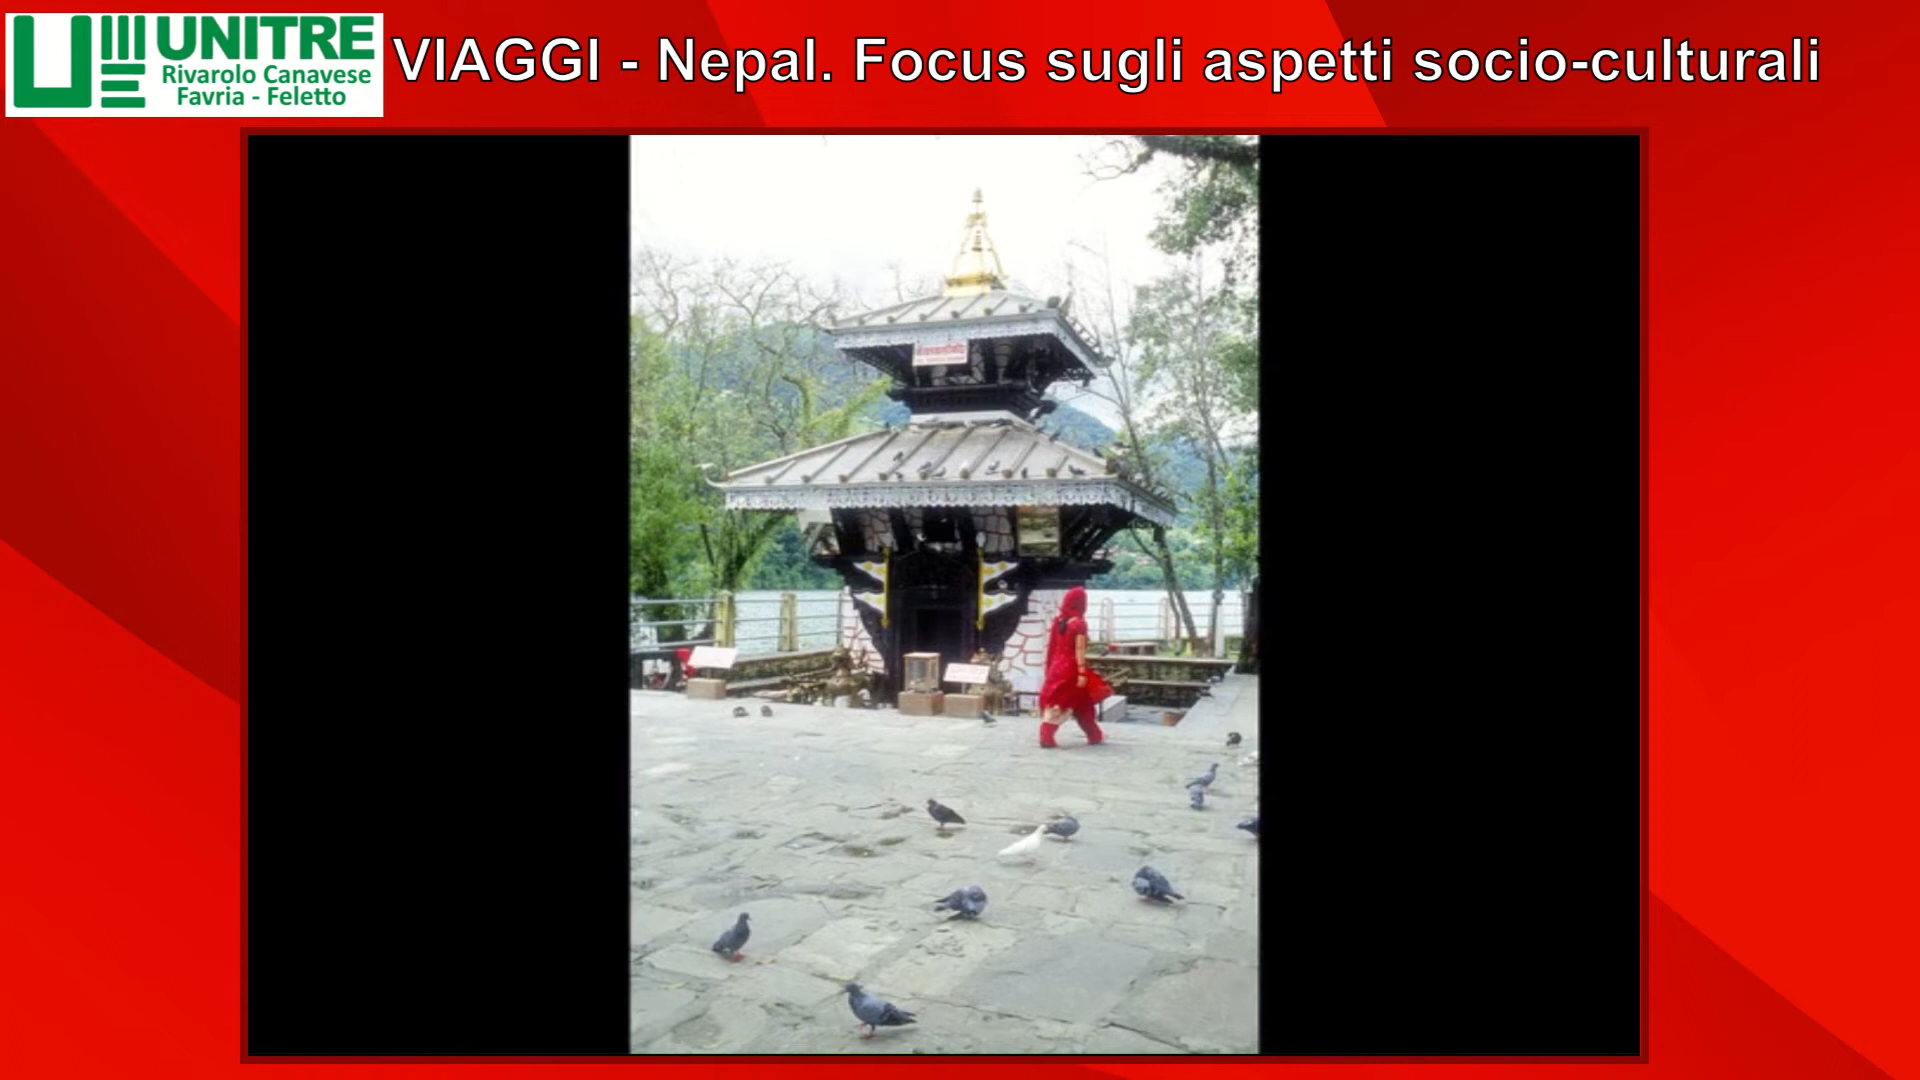 UNITRE
Rivarolo Canavese
Favria - Feletto
VIAGGI - Nepal. Focus sugli aspetti socio-culturali